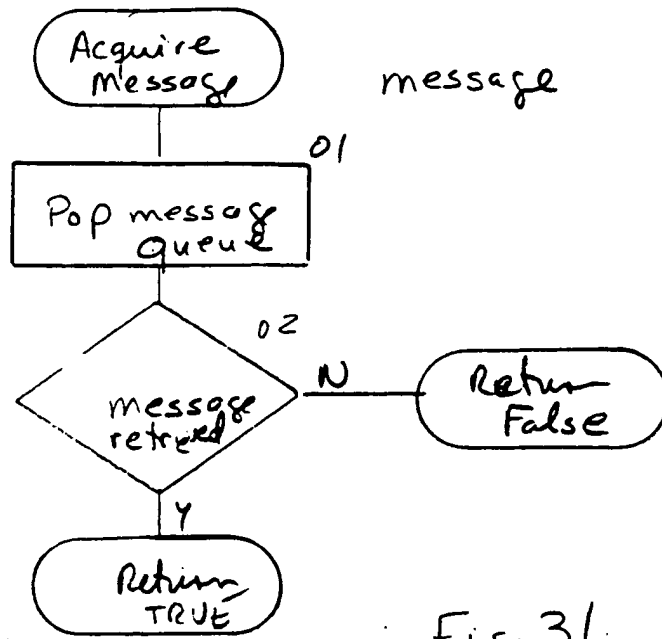 Acquire
Message
message
01
Pop message
queue
02
message
retrieved
N
Return
False
Y
Return
TRUE
Fig. 31